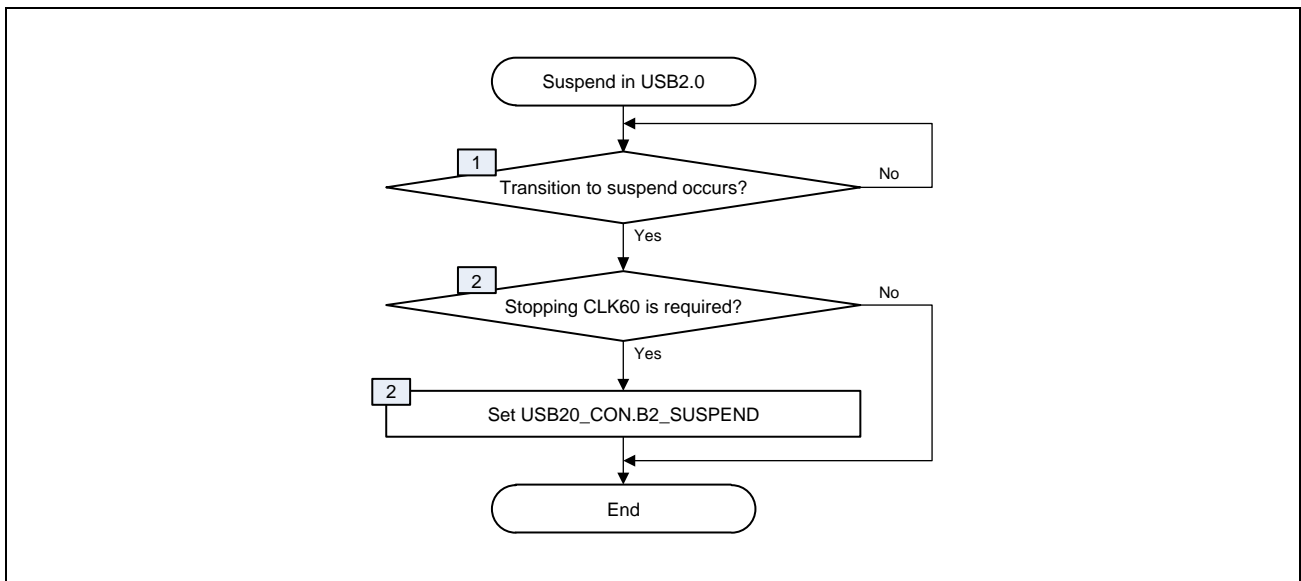 Suspend in USB2.0
1
Transition to suspend occurs?
No
Yes
2
Stopping CLK60 is required?
No
Yes
2
Set USB20_CON.B2_SUSPEND
End